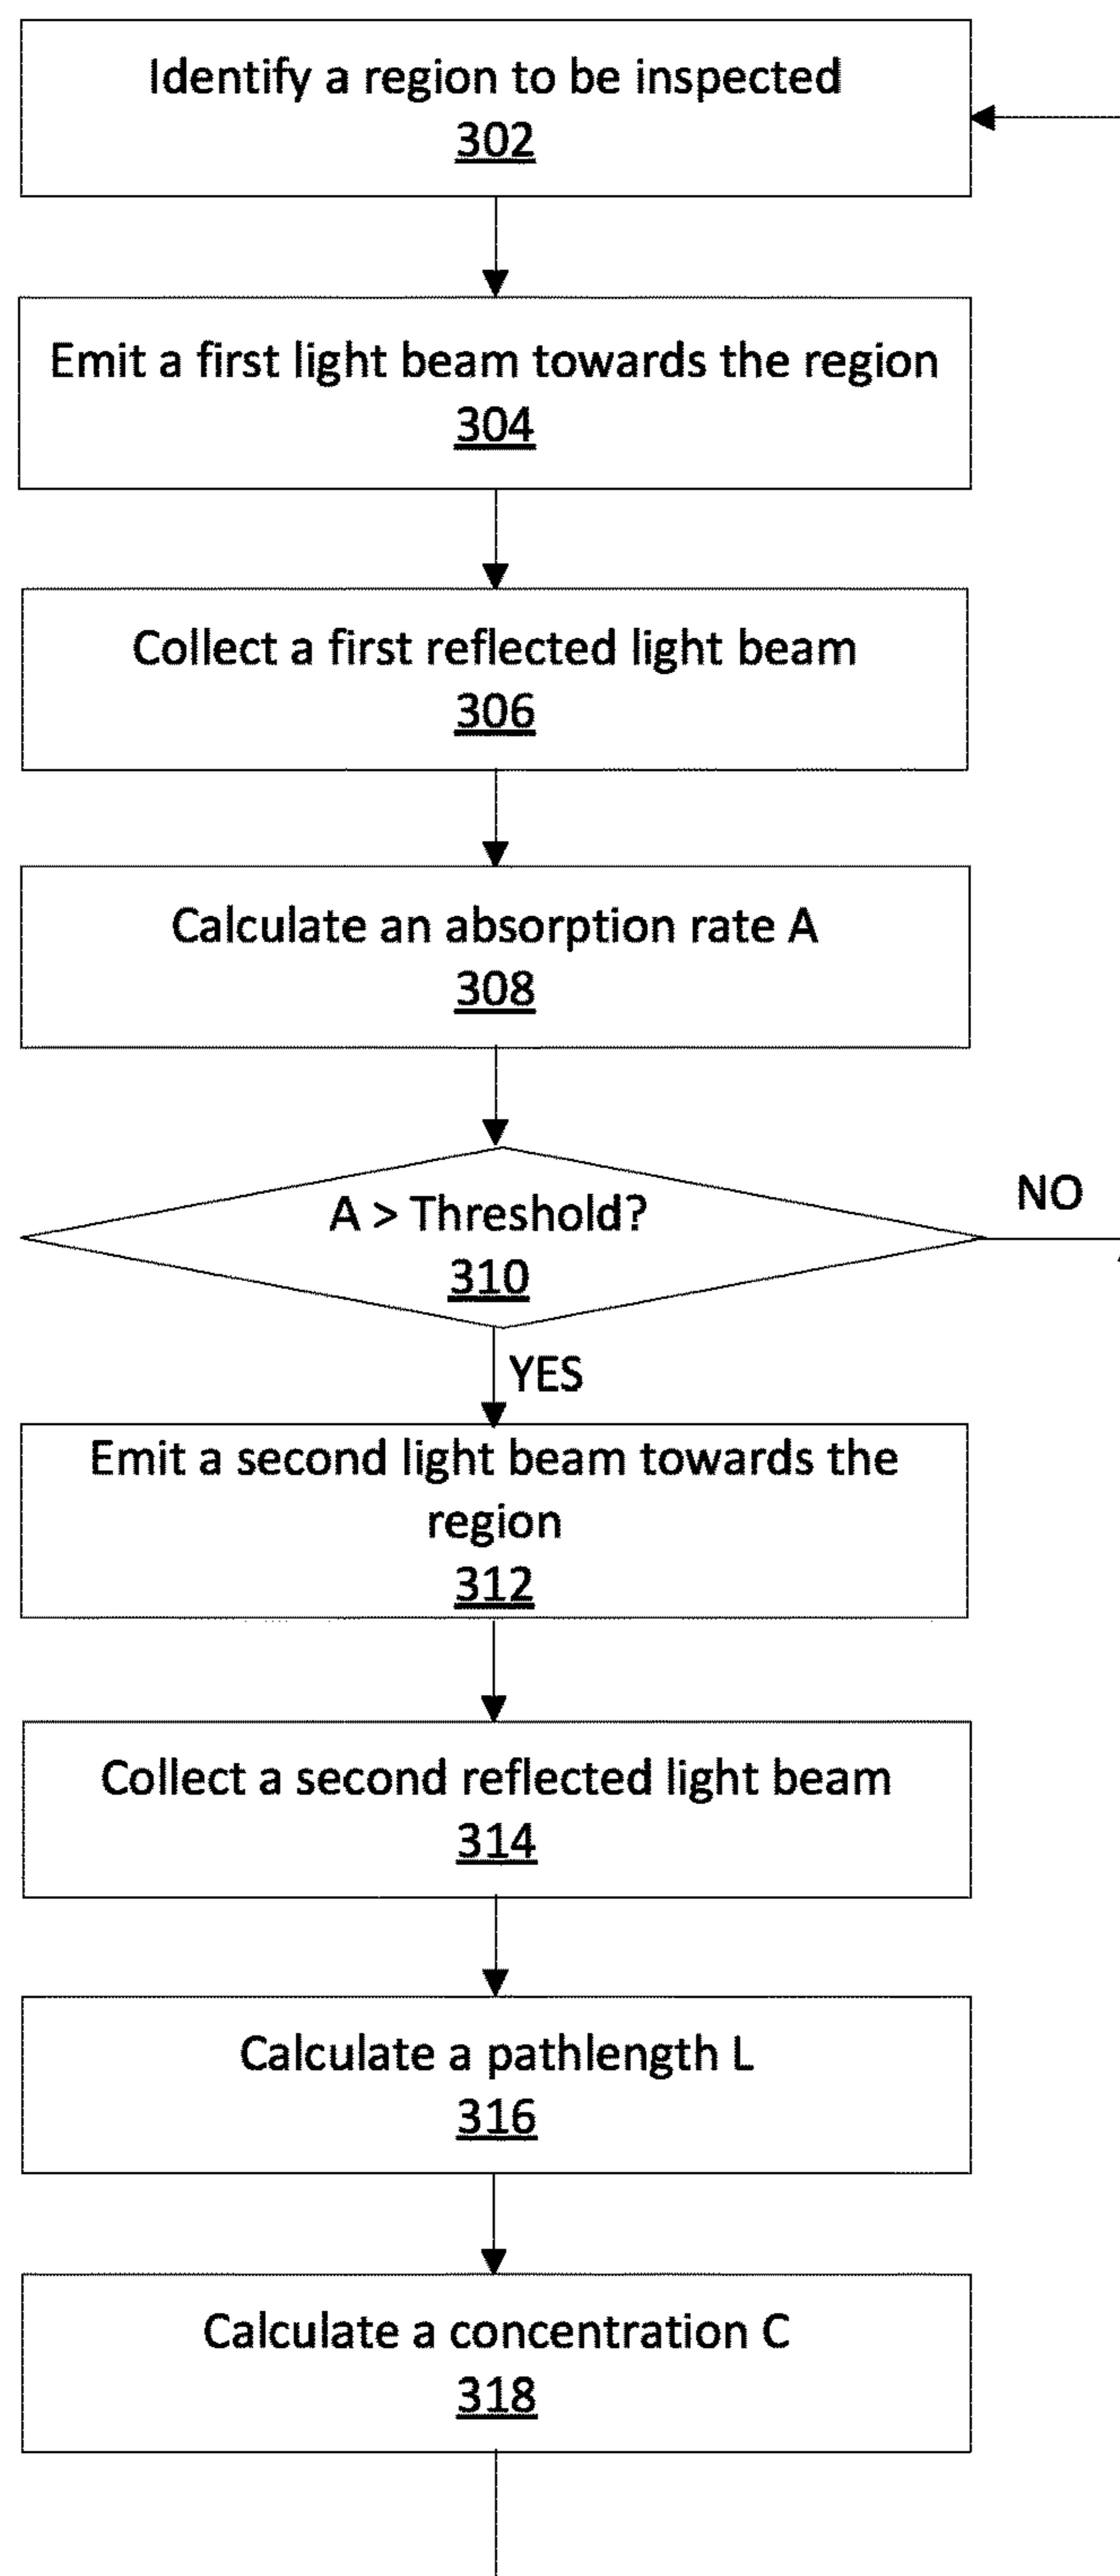 Identify a region to be inspected
302
Emit a first light beam towards the region
304
Collect a first reflected light beam
306
Calculate an absorption rate A
308
A > Threshold?
310
NO
YES
Emit a second light beam towards the
region
312
Collect a second reflected light beam
314
Calculate a pathlength L
316
Calculate a concentration C
318